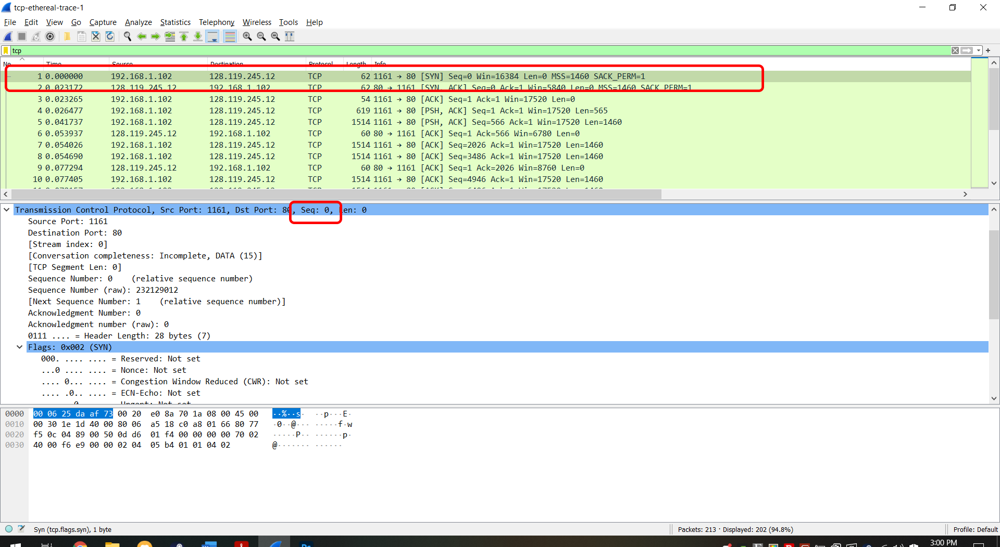 tcp-ethereal-trace-1
File Edit View Go Capture Analyze Statistics Telephony Wireless Tools Help
tcp
No. Time Source Destination Protocol Length Info
1 0.000000 192.168.1.102 128.119.245.12 TCP 62 1161 → 80 [SYN] Seq=0 Win=16384 Len=0 MSS=1460 SACK_PERM=1
2 0.023172 128.119.245.12 192.168.1.102 TCP 62 80 → 1161 [SYN, ACK] Seq=0 Ack=1 Win=5840 Len=0 MSS=1460 SACK_PERM=1
3 0.023265 192.168.1.102 128.119.245.12 TCP 54 1161 → 80 [ACK] Seq=1 Ack=1 Win=17520 Len=0
4 0.026477 192.168.1.102 128.119.245.12 TCP 619 1161 → 80 [PSH, ACK] Seq=1 Ack=1 Win=17520 Len=565
5 0.041737 192.168.1.102 128.119.245.12 TCP 1514 1161 → 80 [PSH, ACK] Seq=566 Ack=1 Win=17520 Len=1460
6 0.053937 128.119.245.12 192.168.1.102 TCP 60 80 → 1161 [ACK] Seq=1 Ack=566 Win=6780 Len=0
7 0.054026 192.168.1.102 128.119.245.12 TCP 1514 1161 → 80 [ACK] Seq=2026 Ack=1 Win=17520 Len=1460
8 0.054690 192.168.1.102 128.119.245.12 TCP 1514 1161 → 80 [ACK] Seq=3486 Ack=1 Win=17520 Len=1460
9 0.077294 128.119.245.12 192.168.1.102 TCP 60 80 → 1161 [ACK] Seq=1 Ack=2026 Win=8760 Len=0
10 0.077405 192.168.1.102 128.119.245.12 TCP 1514 1161 → 80 [ACK] Seq=4946 Ack=1 Win=17520 Len=1460
Transmission Control Protocol, Src Port: 1161, Dst Port: 80, Seq: 0, Len: 0
Source Port: 1161
Destination Port: 80
[Stream index: 0]
[Conversation completeness: Incomplete, DATA (15)]
[TCP Segment Len: 0]
Sequence Number: 0 (relative sequence number)
Sequence Number (raw): 232129012
[Next Sequence Number: 1 (relative sequence number)]
Acknowledgment Number: 0
Acknowledgment number (raw): 0
0111 .... = Header Length: 28 bytes (7)
Flags: 0x002 (SYN)
000. .... .... = Reserved: Not set
...0 .... .... = Nonce: Not set
.... 0... .... = Congestion Window Reduced (CWR): Not set
.... .0.. .... = ECN-Echo: Not set
0000 00 06 25 da af 73 00 20 e0 8a 70 1a 08 00 45 00 ··%··s· ··p···E·
0010 00 30 1e 1d 40 00 80 06 a5 18 c0 a8 01 66 80 77 ·0··@··· ·····f·w
0020 f5 0c 04 89 00 50 0d d6 01 f4 00 00 00 00 70 02 ·····P·· ······p·
0030 40 00 f6 e9 00 00 02 04 05 b4 01 01 04 02 @······· ······
Syn (tcp.flags.syn), 1 byte
Packets: 213 · Displayed: 202 (94.8%)
Profile: Default
3:00 PM